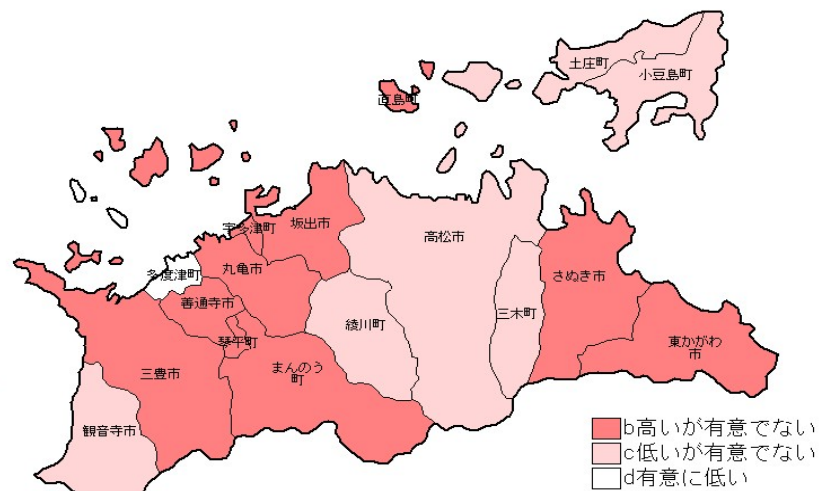 土庄町
小豆島町
直島町
宇多津町
坂出市
高松市
多度津町
丸亀市
さぬき市
善通寺市
綾川町
三木町
琴平町
東かがわ
市
三豊市
まんのう
町
観音寺市
b高いが有意でない
c低いが有意でない
d有意に低い